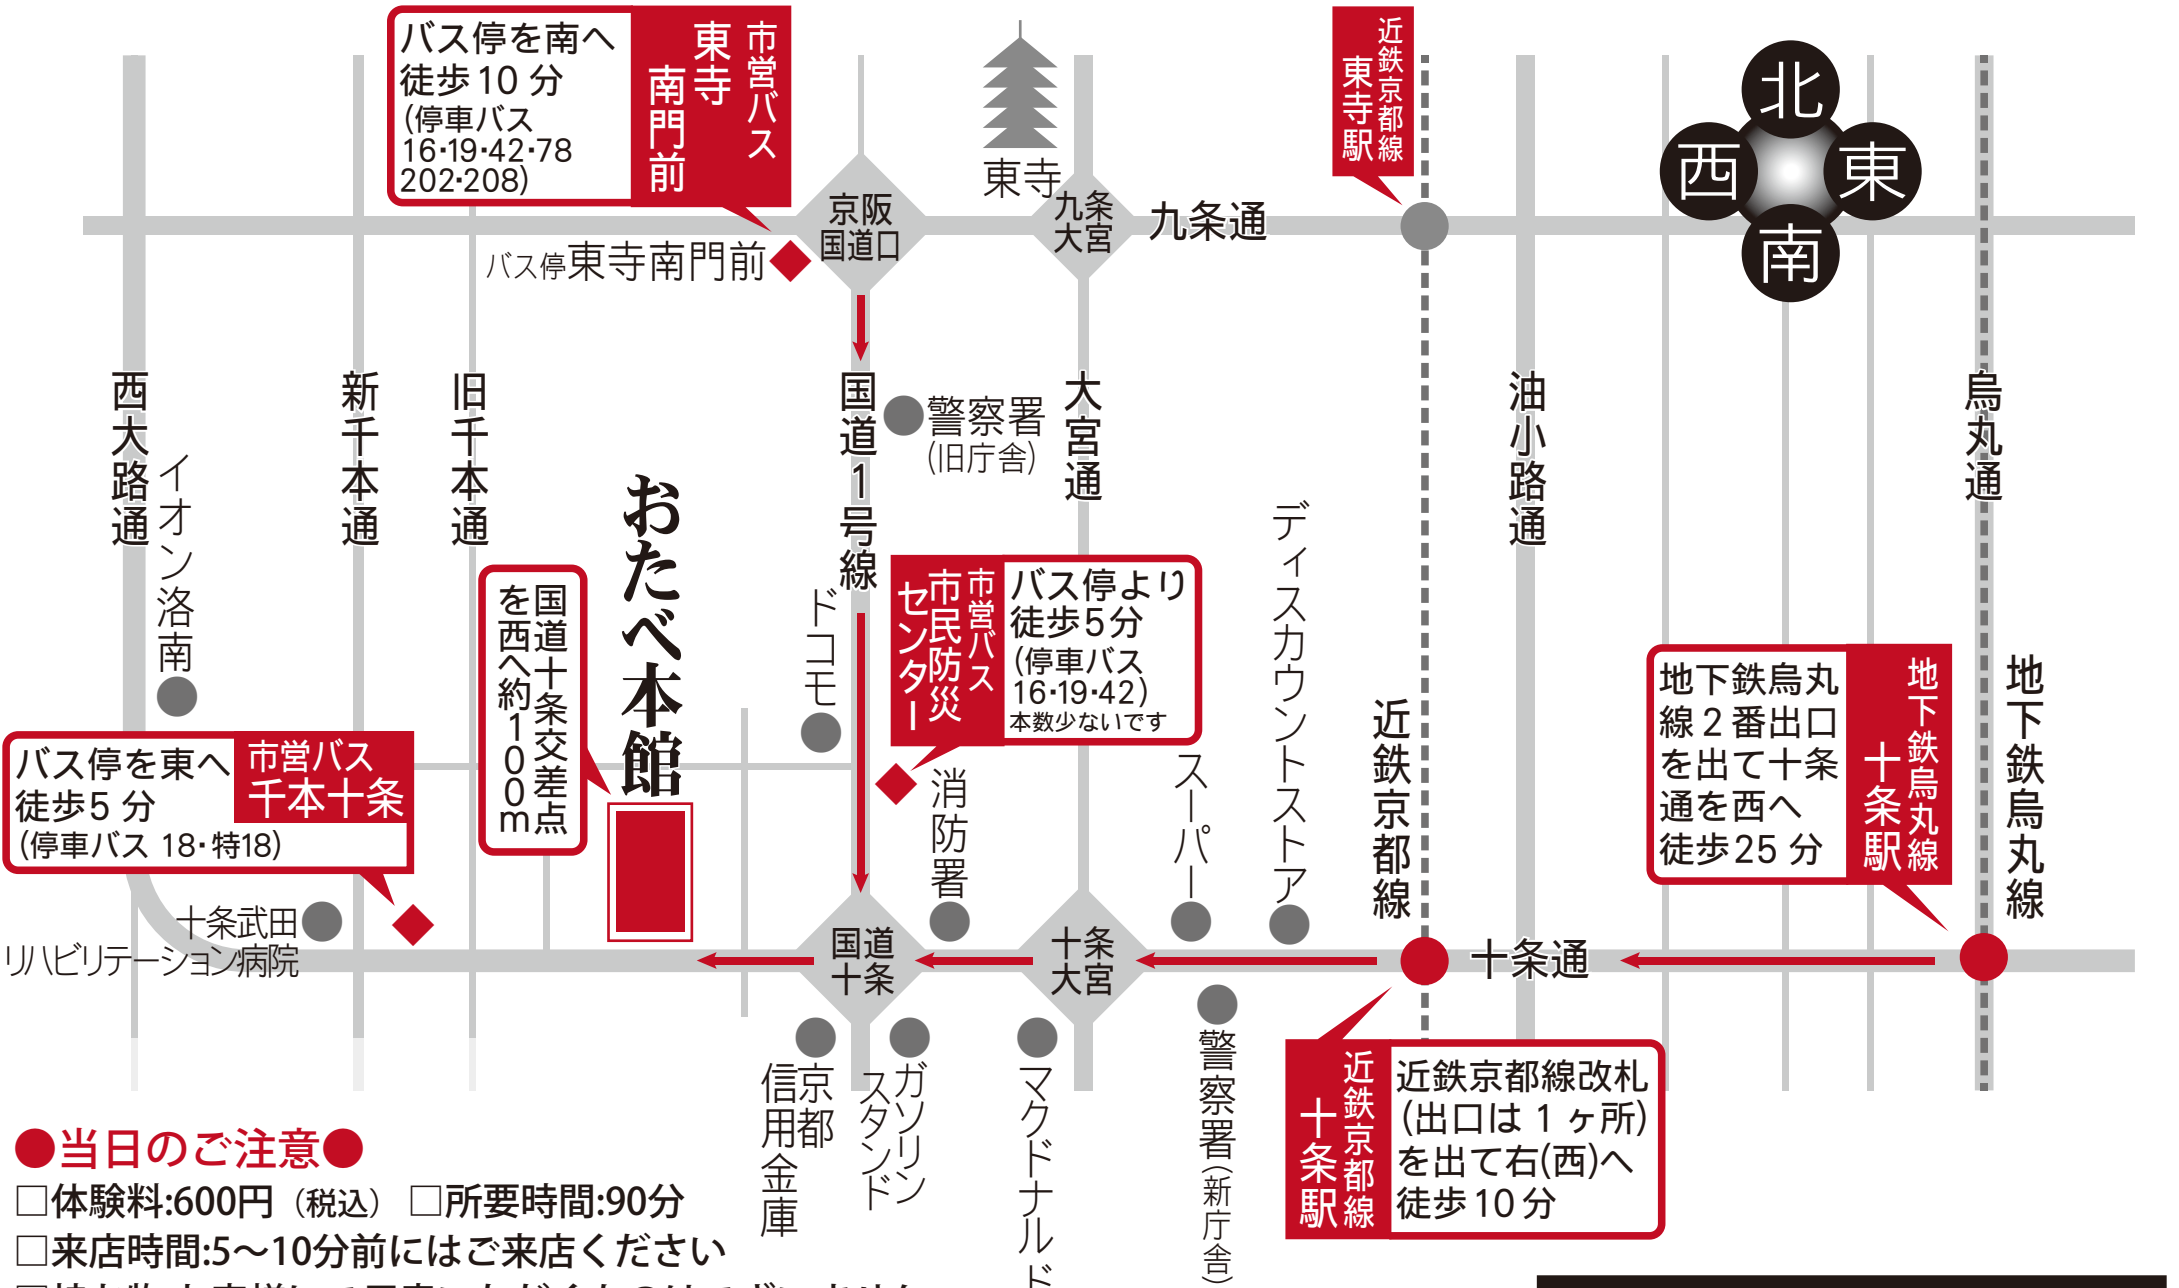 バス停を南へ
徒歩10 分
(停車バス
16・19・42・78
202・208)
市営バス
東寺
南門前
東寺
近鉄京都線
東寺駅
北
西
東
南
京阪
国道口
九条
大宮
九条通
バス停東寺南門前
西大路通
新千本通
旧千本通
国道1号線
警察署
(旧庁舎)
大宮通
油小路通
烏丸通
イオン洛南
おたべ本館
国道十条交差点
を西へ約100m
ドコモ
市営バス
市民防災
センター
バス停より
徒歩5分
(停車バス
16・19・42)
本数少ないです
ディスカウントストア
近鉄京都線
地下鉄烏丸
線2番出口
を出て十条
通を西へ
徒歩25 分
地下鉄烏丸線
十条駅
地下鉄烏丸線
バス停を東へ
徒歩5 分
(停車バス 18・特18)
市営バス
千本十条
消防署
スーパー
十条武田
リハビリテーション病院
国道
十条
十条
大宮
十条通
京都
信用金庫
ガソリン
スタンド
マクドナルド
警察署(新庁舎)
近鉄京都線
十条駅
近鉄京都線改札
(出口は 1 ヶ所)
を出て右(西)へ
徒歩10 分
●当日のご注意●
□体験料:600円（税込） □所要時間:90分
□来店時間:5〜10分前にはご来店ください